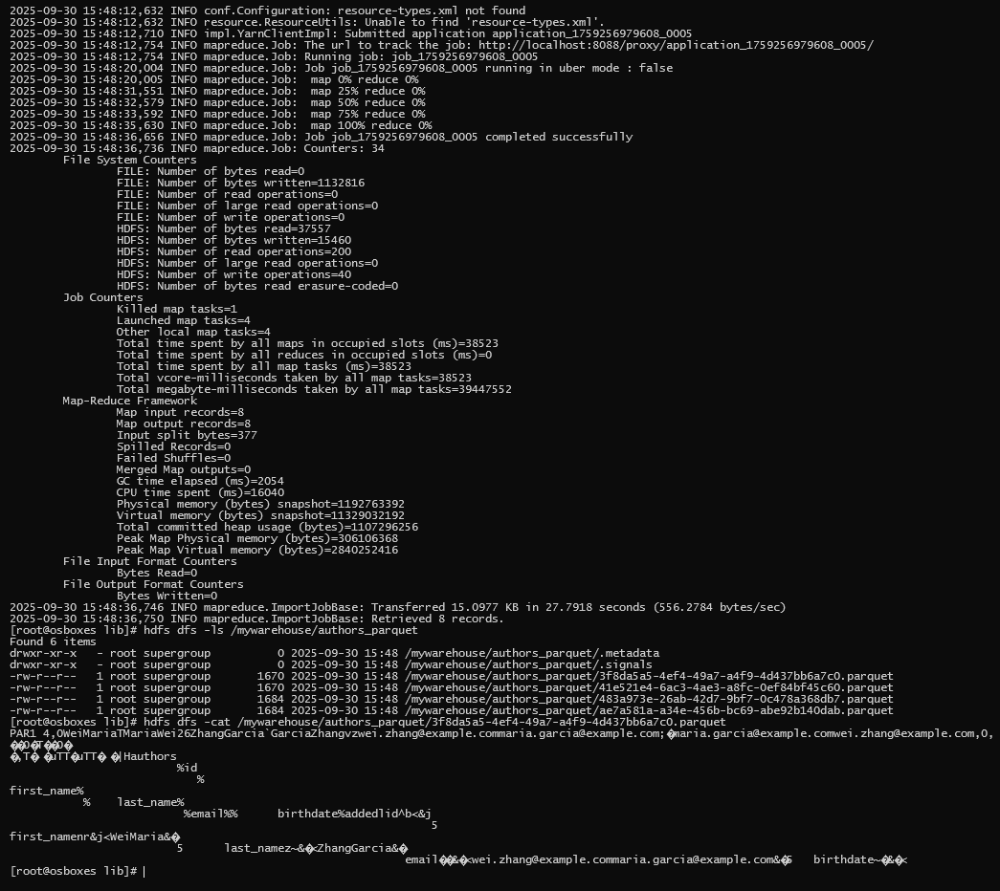 2025-09-30 15:48:12,632 INFO conf.Configuration: resource-types.xml not found
2025-09-30 15:48:12,632 INFO resource.ResourceUtils: Unable to find 'resource-types.xml'.
2025-09-30 15:48:12,710 INFO impl.YarnClientImpl: Submitted application application_1759256979608_0005
2025-09-30 15:48:12,754 INFO mapreduce.Job: The url to track the job: http://localhost:8088/proxy/application_1759256979608_0005/
2025-09-30 15:48:12,754 INFO mapreduce.Job: Running job: job_1759256979608_0005
2025-09-30 15:48:20,004 INFO mapreduce.Job: Job job_1759256979608_0005 running in uber mode : false
2025-09-30 15:48:20,005 INFO mapreduce.Job:  map 0% reduce 0%
2025-09-30 15:48:31,551 INFO mapreduce.Job:  map 25% reduce 0%
2025-09-30 15:48:32,579 INFO mapreduce.Job:  map 50% reduce 0%
2025-09-30 15:48:33,592 INFO mapreduce.Job:  map 75% reduce 0%
2025-09-30 15:48:35,630 INFO mapreduce.Job:  map 100% reduce 0%
2025-09-30 15:48:36,656 INFO mapreduce.Job: Job job_1759256979608_0005 completed successfully
2025-09-30 15:48:36,736 INFO mapreduce.Job: Counters: 34
File System Counters
FILE: Number of bytes read=0
FILE: Number of bytes written=1132816
FILE: Number of read operations=0
FILE: Number of large read operations=0
FILE: Number of write operations=0
HDFS: Number of bytes read=37557
HDFS: Number of bytes written=15460
HDFS: Number of read operations=200
HDFS: Number of large read operations=0
HDFS: Number of write operations=40
HDFS: Number of bytes read erasure-coded=0
Job Counters
Killed map tasks=1
Launched map tasks=4
Other local map tasks=4
Total time spent by all maps in occupied slots (ms)=38523
Total time spent by all reduces in occupied slots (ms)=0
Total time spent by all map tasks (ms)=38523
Total vcore-milliseconds taken by all map tasks=38523
Total megabyte-milliseconds taken by all map tasks=39447552
Map-Reduce Framework
Map input records=8
Map output records=8
Input split bytes=377
Spilled Records=0
Failed Shuffles=0
Merged Map outputs=0
GC time elapsed (ms)=2054
CPU time spent (ms)=16040
Physical memory (bytes) snapshot=1192763392
Virtual memory (bytes) snapshot=11329032192
Total committed heap usage (bytes)=1107296256
Peak Map Physical memory (bytes)=306106368
Peak Map Virtual memory (bytes)=2840252416
File Input Format Counters
Bytes Read=0
File Output Format Counters
Bytes Written=0
2025-09-30 15:48:36,746 INFO mapreduce.ImportJobBase: Transferred 15.0977 KB in 27.7918 seconds (556.2784 bytes/sec)
2025-09-30 15:48:36,750 INFO mapreduce.ImportJobBase: Retrieved 8 records.
[root@osboxes lib]# hdfs dfs -ls /mywarehouse/authors_parquet
Found 6 items
drwxr-xr-x   - root supergroup          0 2025-09-30 15:48 /mywarehouse/authors_parquet/.metadata
drwxr-xr-x   - root supergroup          0 2025-09-30 15:48 /mywarehouse/authors_parquet/.signals
-rw-r--r--   1 root supergroup       1670 2025-09-30 15:48 /mywarehouse/authors_parquet/3f8da5a5-4ef4-49a7-a4f9-4d437bb6a7c0.parquet
-rw-r--r--   1 root supergroup       1670 2025-09-30 15:48 /mywarehouse/authors_parquet/41e521e4-6ac3-4ae3-a8fc-0ef84bf45c60.parquet
-rw-r--r--   1 root supergroup       1684 2025-09-30 15:48 /mywarehouse/authors_parquet/483a973e-26ab-42d7-9bf7-0c478a368db7.parquet
-rw-r--r--   1 root supergroup       1684 2025-09-30 15:48 /mywarehouse/authors_parquet/ae7a581a-a34e-456b-bc69-abe92b140dab.parquet
[root@osboxes lib]# hdfs dfs -cat /mywarehouse/authors_parquet/3f8da5a5-4ef4-49a7-a4f9-4d437bb6a7c0.parquet
PAR1 4,0WeiMariaTMariaWei26ZhangGarcia`GarciaZhangvzwei.zhang@example.commaria.garcia@example.com;�maria.garcia@example.comwei.zhang@example.com,0,
Hauthors
%id
%
first_name%
%    last_name%
%email%%      birthdate%addedlid^b<&j
5
first_namenr&j<WeiMaria&�
5      last_namez~&�<ZhangGarcia&�
email��&�<wei.zhang@example.commaria.garcia@example.com&�5   birthdate~�&�<
[root@osboxes lib]#